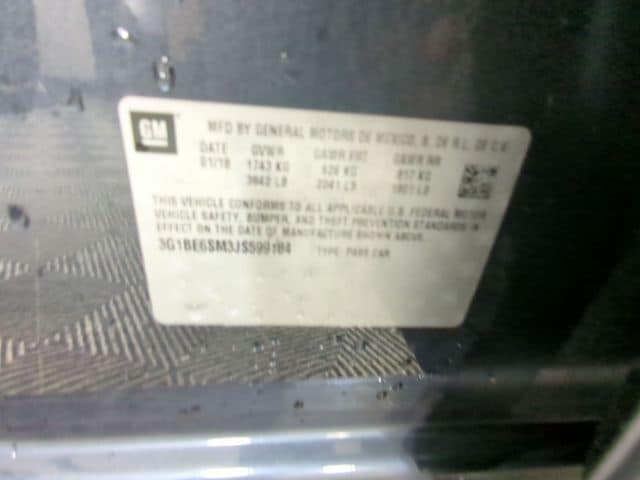 GM
MFD BY GENERAL MOTORS DE MEXICO, S. DE R.L. DE C.V.
DATE GVWR GAWR FRT GAWR RR
01/18 1743 KG 926 KG 817 KG
3842 LB 2041 LB 1801 LB
THIS VEHICLE CONFORMS TO ALL APPLICABLE U.S. FEDERAL MOTOR
VEHICLE SAFETY, BUMPER, AND THEFT PREVENTION STANDARDS IN
EFFECT ON THE DATE OF MANUFACTURE SHOWN ABOVE.
3G1BE6SM3JS599184 TYPE: PASS CAR